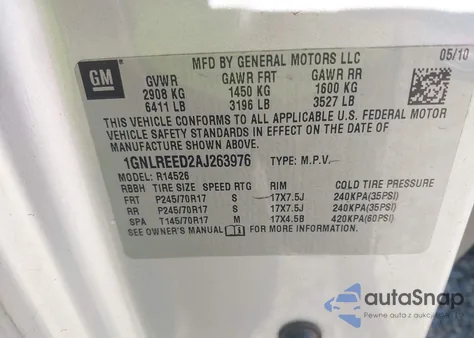 MFD BY GENERAL MOTORS LLC 05/10
GM
GVWR GAWR FRT GAWR RR
2908 KG 1450 KG 1600 KG
6411 LB 3196 LB 3527 LB
THIS VEHICLE CONFORMS TO ALL APPLICABLE U.S. FEDERAL MOTOR
VEHICLE SAFETY STANDARDS IN EFFECT ON THE DATE OF
MANUFACTURE SHOWN ABOVE.
1GNLREED2AJ263976 TYPE: M.P.V.
MODEL: R14526
RBBH TIRE SIZE SPEED RTG RIM COLD TIRE PRESSURE
FRT P245/70R17 S 17X7.5J 240KPA(35PSI)
RR P245/70R17 S 17X7.5J 240KPA(35PSI)
SPA T145/70R17 M 17X4.5B 420KPA(60PSI)
SEE OWNER'S MANUAL FOR MORE INFORMATION.
autoSnap
Pewne auta z aukcji